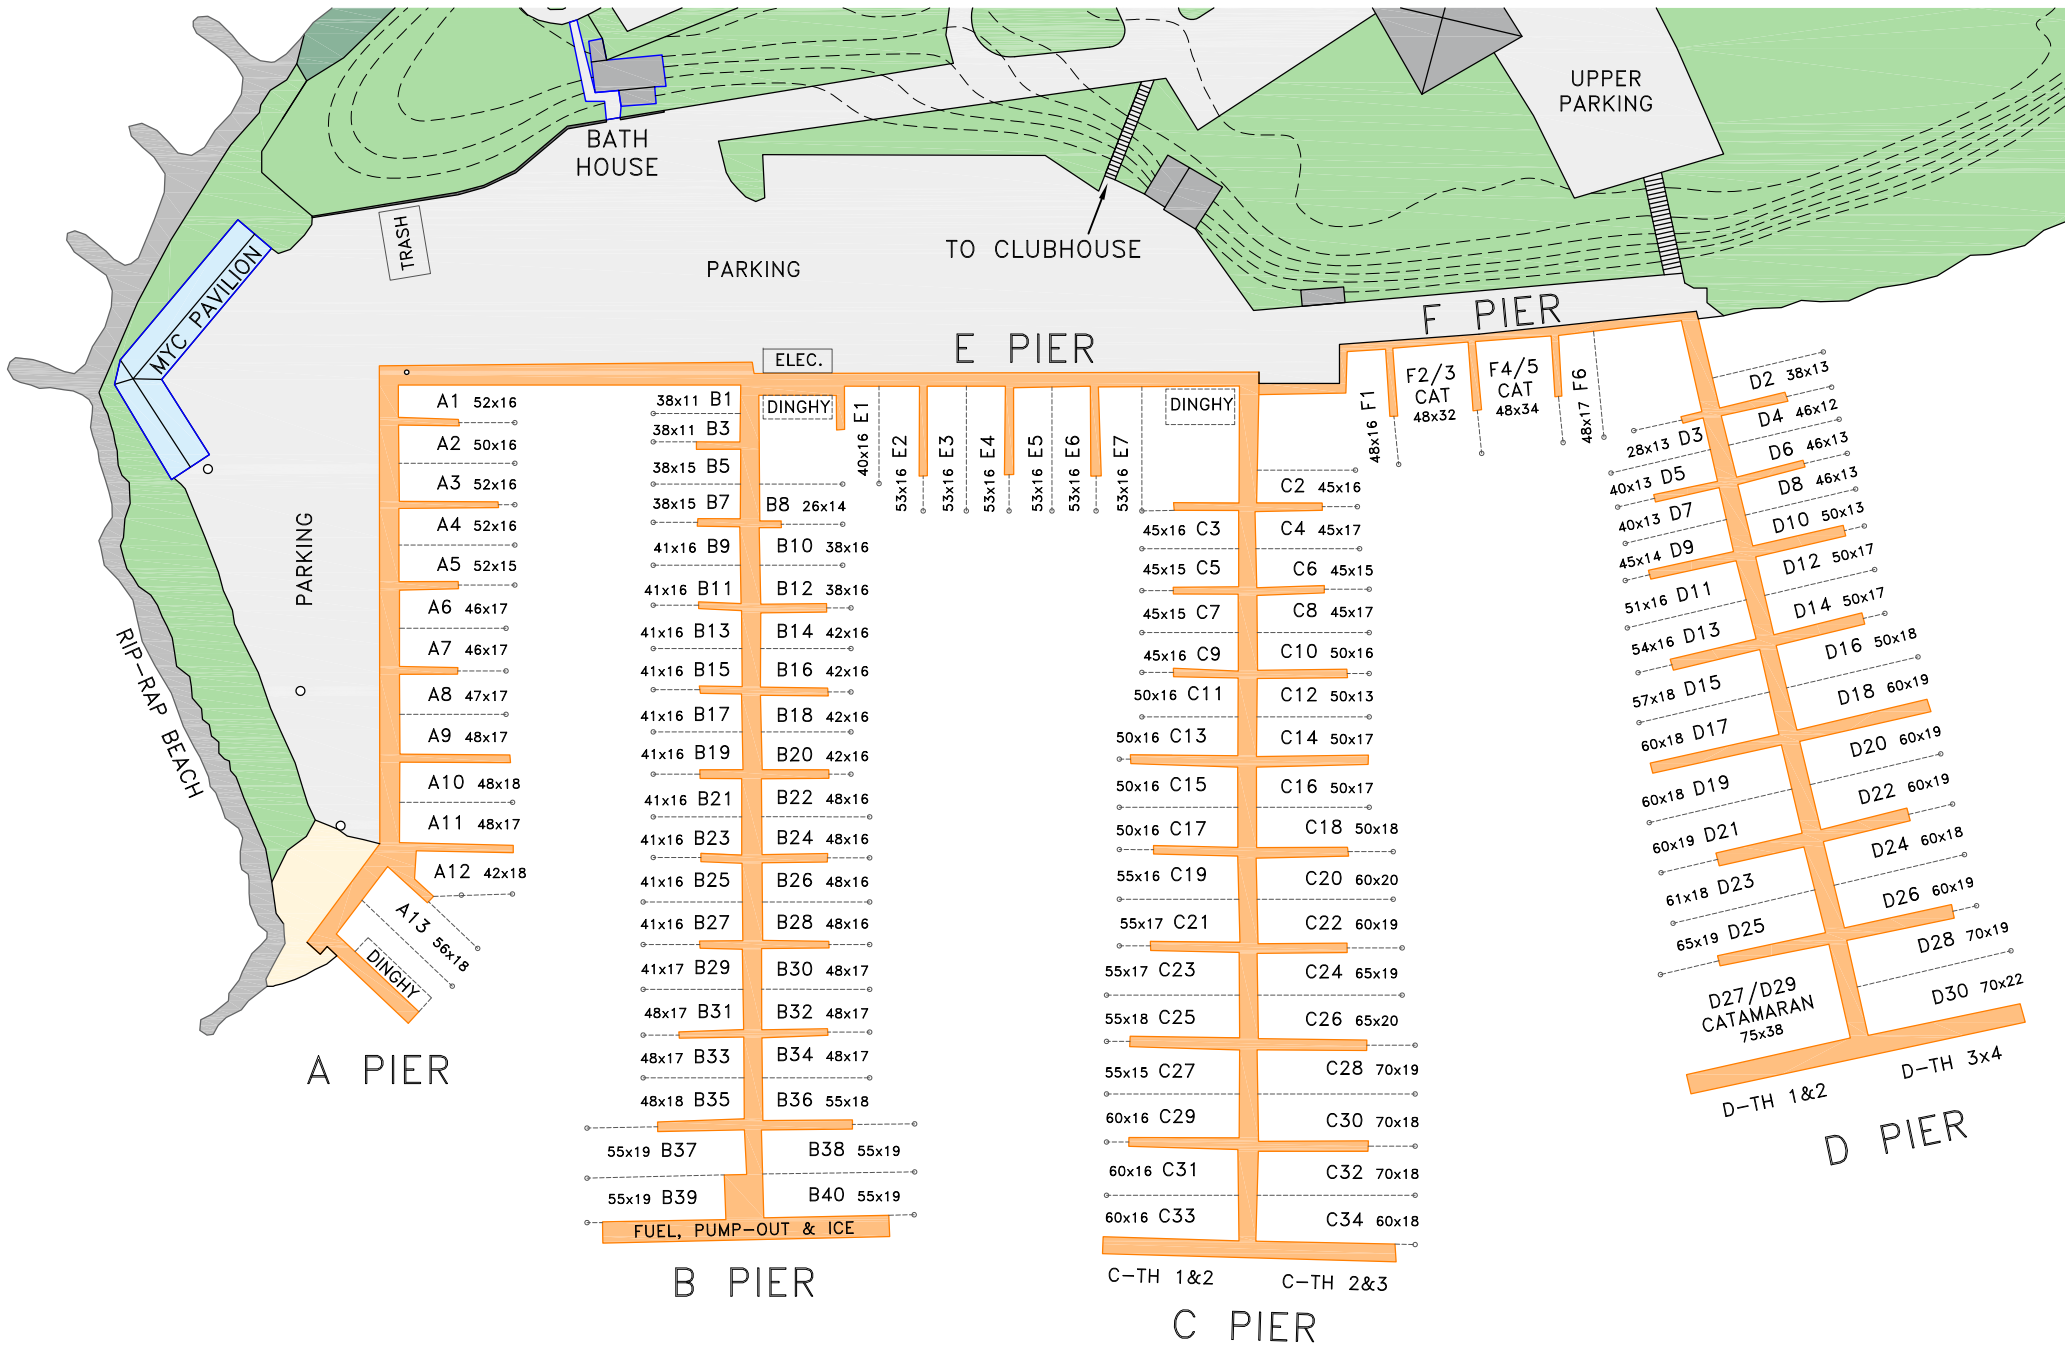 UPPER
PARKING
BATH
HOUSE
TRASH
TO CLUBHOUSE
PARKING
MYC PAVILION
E PIER
F PIER
ELEC.
DINGHY
DINGHY
PARKING
RIP-RAP BEACH
A1 52x16
A2 50x16
A3 52x16
A4 52x16
A5 52x15
A6 46x17
A7 46x17
A8 47x17
A9 48x17
A10 48x18
A11 48x17
A12 42x18
A13 56x18
DINGHY
A PIER
38x11 B1
38x11 B3
38x15 B5
38x15 B7
41x16 B9
41x16 B11
41x16 B13
41x16 B15
41x16 B17
41x16 B19
41x16 B21
41x16 B23
41x16 B25
41x16 B27
41x17 B29
48x17 B31
48x17 B33
48x18 B35
55x19 B37
55x19 B39
B8 26x14
B10 38x16
B12 38x16
B14 42x16
B16 42x16
B18 42x16
B20 42x16
B22 48x16
B24 48x16
B26 48x16
B28 48x16
B30 48x17
B32 48x17
B34 48x17
B36 55x18
B38 55x19
B40 55x19
FUEL, PUMP-OUT & ICE
B PIER
40x16 E1
53x16 E2
53x16 E3
53x16 E4
53x16 E5
53x16 E6
53x16 E7
45x16 C3
45x15 C5
45x15 C7
45x16 C9
50x16 C11
50x16 C13
50x16 C15
50x16 C17
55x16 C19
55x17 C21
55x17 C23
55x18 C25
55x15 C27
60x16 C29
60x16 C31
60x16 C33
C2 45x16
C4 45x17
C6 45x15
C8 45x17
C10 50x16
C12 50x13
C14 50x17
C16 50x17
C18 50x18
C20 60x20
C22 60x19
C24 65x19
C26 65x20
C28 70x19
C30 70x18
C32 70x18
C34 60x18
C-TH 1&2
C-TH 2&3
C PIER
48x16 F1
F2/3
CAT
48x32
F4/5
CAT
48x34
48x17 F6
28x13 D3
40x13 D5
40x13 D7
45x14 D9
51x16 D11
54x16 D13
57x18 D15
60x18 D17
60x18 D19
60x19 D21
61x18 D23
65x19 D25
D27/D29
CATAMARAN
75x38
D2 38x13
D4 46x12
D6 46x13
D8 46x13
D10 50x13
D12 50x17
D14 50x17
D16 50x18
D18 60x19
D20 60x19
D22 60x19
D24 60x18
D26 60x19
D28 70x19
D30 70x22
D-TH 1&2
D-TH 3x4
D PIER